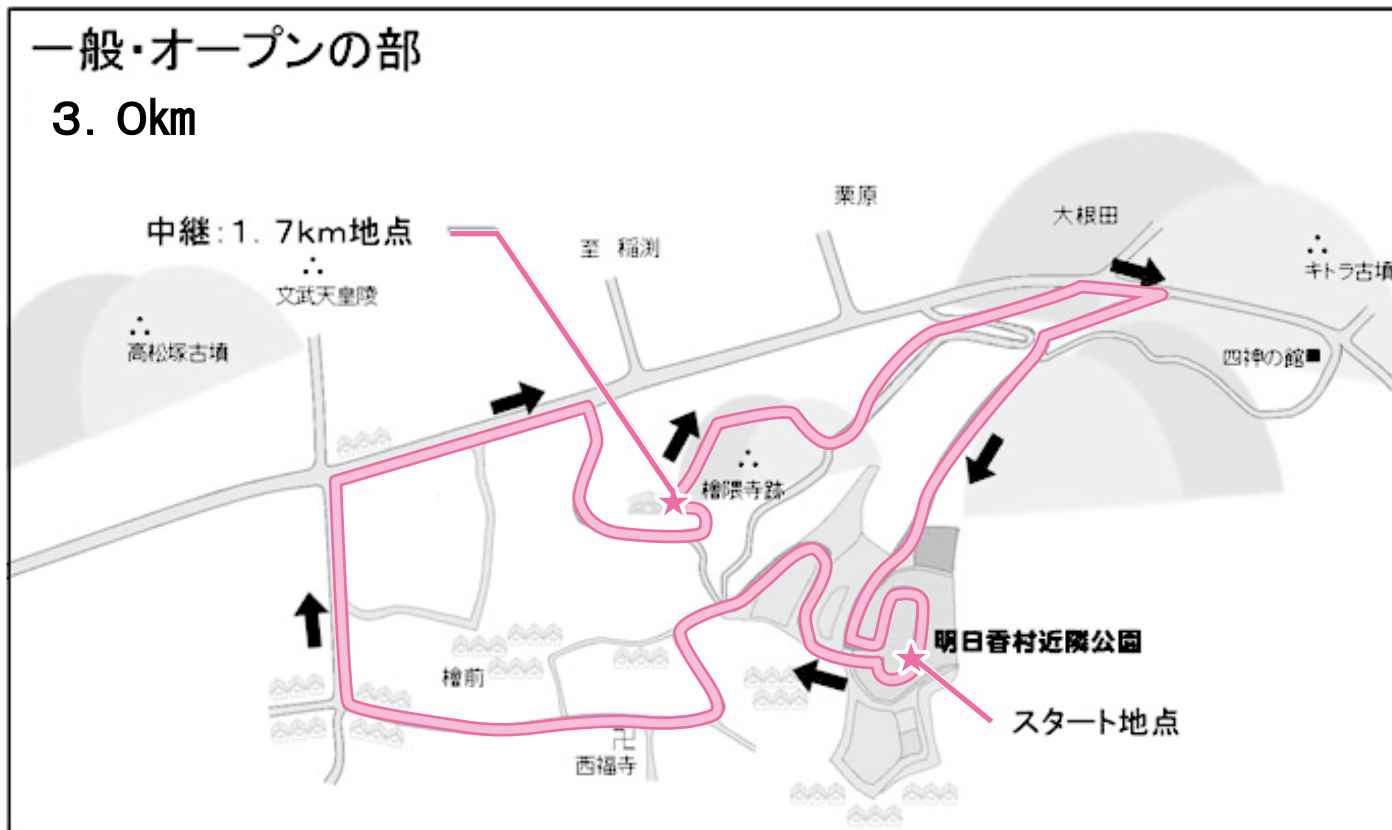 一般・オープンの部
3. 0km
栗原
大根田
中継:1. 7km地点
至 稲渕
キトラ古墳
文武天皇陵
高松塚古墳
四神の館
檜隈寺跡
明日香村近隣公園
檜前
スタート地点
西福寺